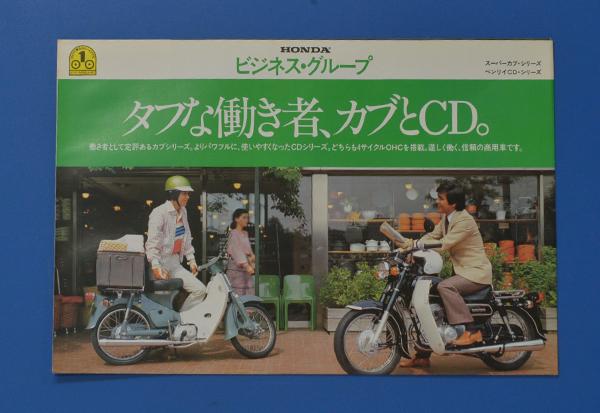 HONDA
ビジネス・グループ
スーパーカブ・シリーズ
ベンリイCD・シリーズ
タフな働き者、カブとCD。
働き者として定評あるカブシリーズ。よりパワフルに、使いやすくなったCDシリーズ。どちらも4サイクルOHCを搭載。逞しく働く、信頼の商用車です。
1